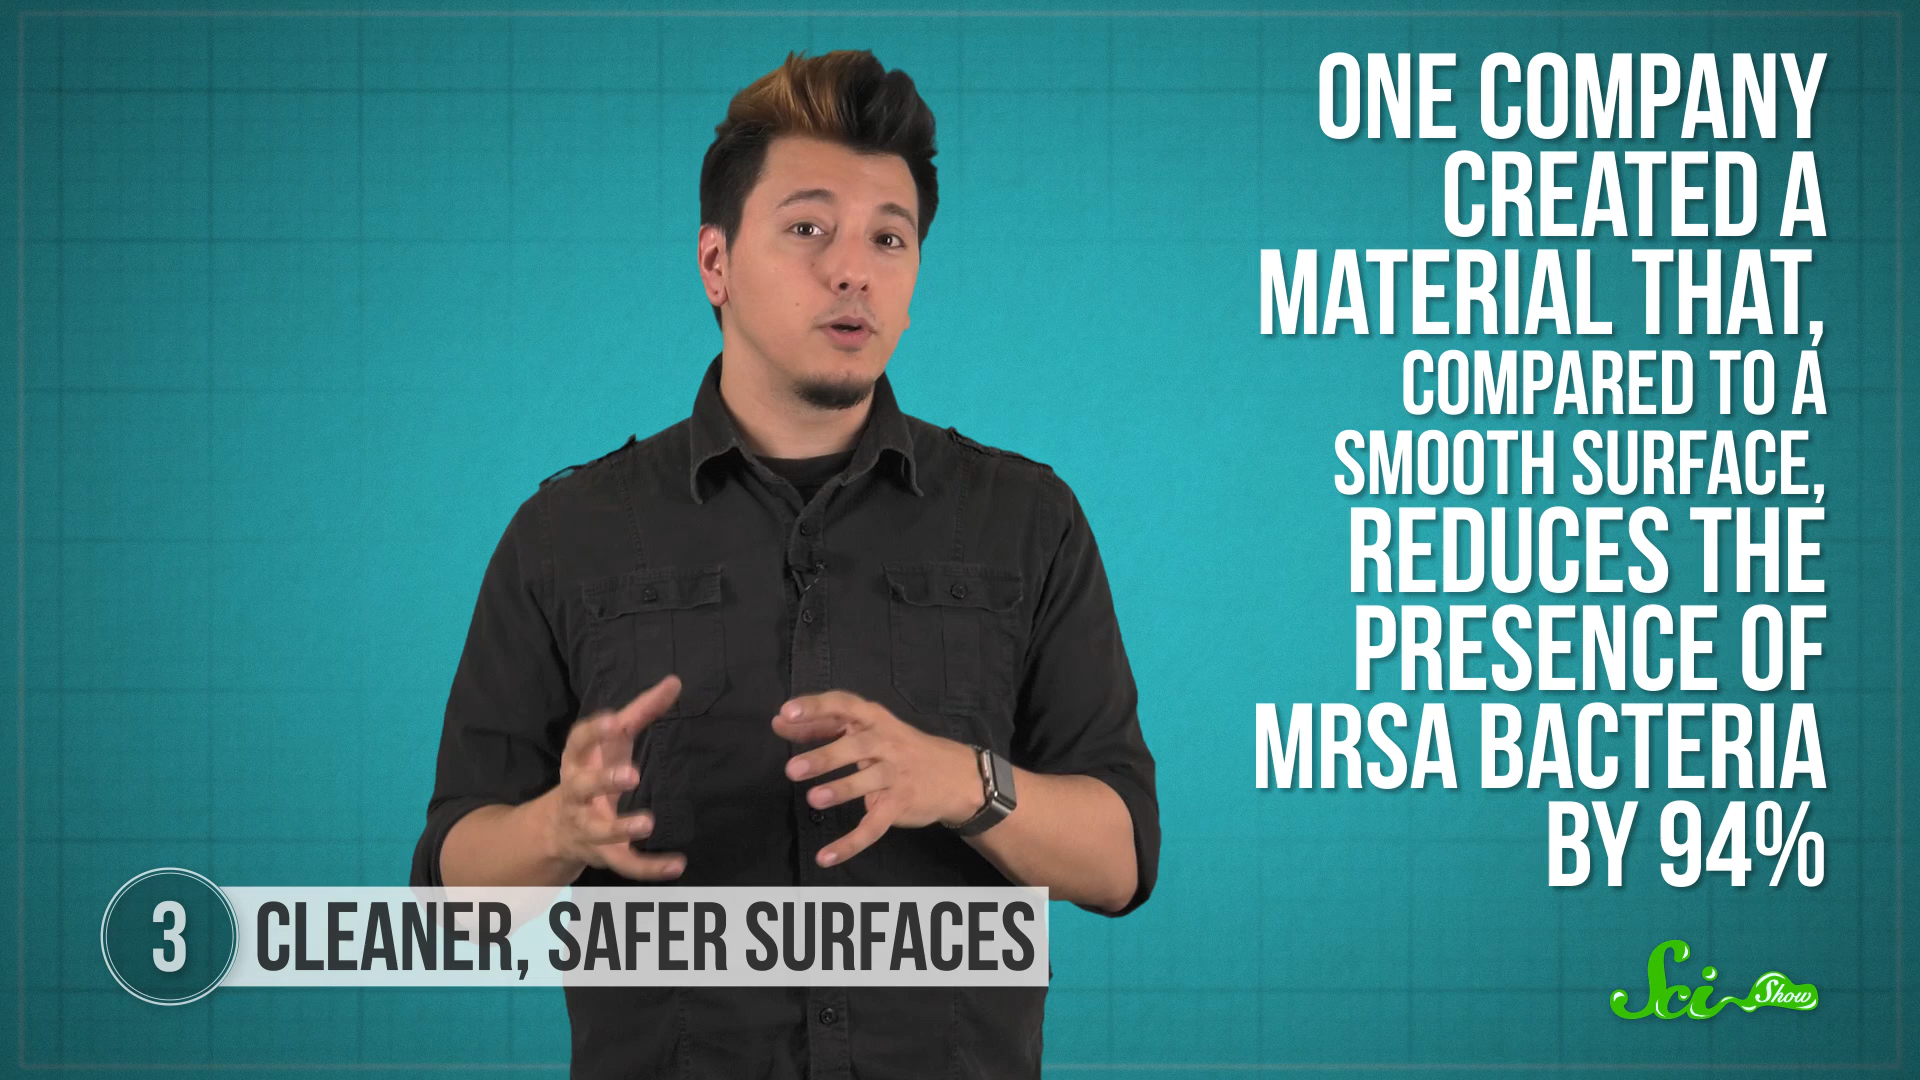 ONE COMPANY
CREATED A
MATERIAL THAT,
COMPARED TO A
SMOOTH SURFACE,
REDUCES THE
PRESENCE OF
MRSA BACTERIA
BY 94%
3 CLEANER, SAFER SURFACES
Sci Show